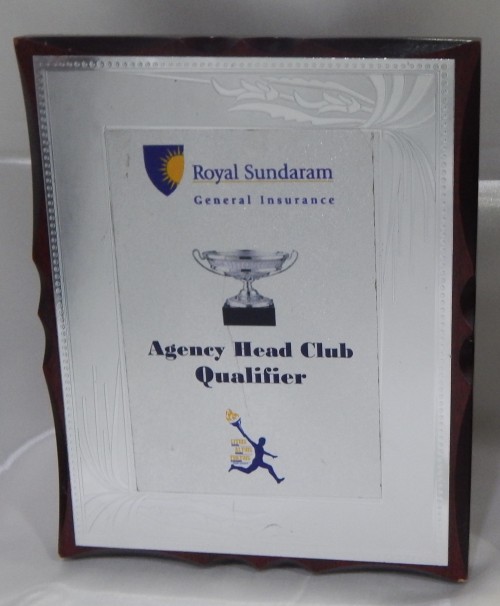 Royal Sundaram
General Insurance
Agency Head Club
Qualifier